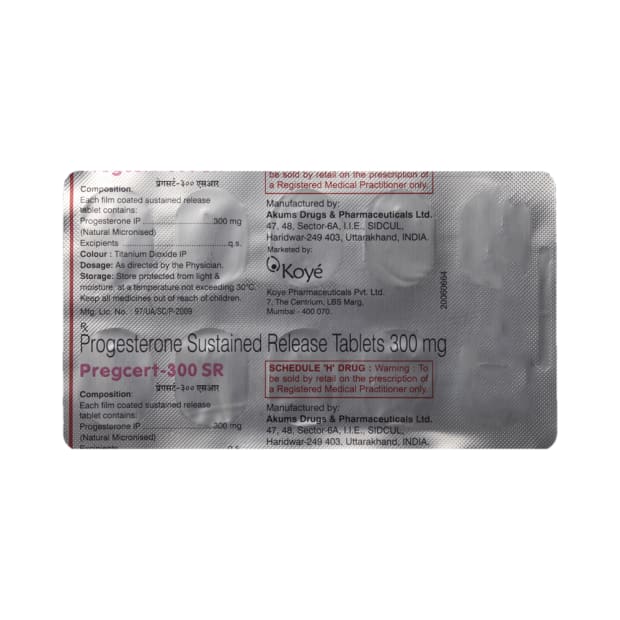 प्रेगसर्ट-३०० एसआर
Composition:
Each film coated sustained release
tablet contains:
Progesterone IP ........................ 300 mg
(Natural Micronised)
Excipients ........................ q.s.
Colour : Titanium Dioxide IP
Dosage: As directed by the Physician.
Storage: Store protected from light &
moisture, at a temperature not exceeding 30°C.
Keep all medicines out of reach of children.
Mfg. Lic. No. 97/UA/SC/P-2009
be sold by retail on the prescription of
a Registered Medical Practitioner only.
Manufactured by:
Akums Drugs & Pharmaceuticals Ltd.
47, 48, Sector-6A, I.I.E., SIDCUL,
Haridwar-249 403, Uttarakhand, INDIA.
Marketed by:
Koyé
Koye Pharmaceuticals Pvt. Ltd.
7, The Centrium, LBS Marg,
Mumbai - 400 070.
20060664
Rx
Progesterone Sustained Release Tablets 300 mg
Pregcert-300 SR
प्रेगसर्ट-३०० एसआर
Composition:
Each film coated sustained release
tablet contains:
Progesterone IP ........................ 300 mg
(Natural Micronised)
Excipients ........................ q.s.
SCHEDULE 'H' DRUG : Warning : To
be sold by retail on the prescription of
a Registered Medical Practitioner only.
Manufactured by:
Akums Drugs & Pharmaceuticals Ltd.
47, 48, Sector-6A, I.I.E., SIDCUL,
Haridwar-249 403, Uttarakhand, INDIA.